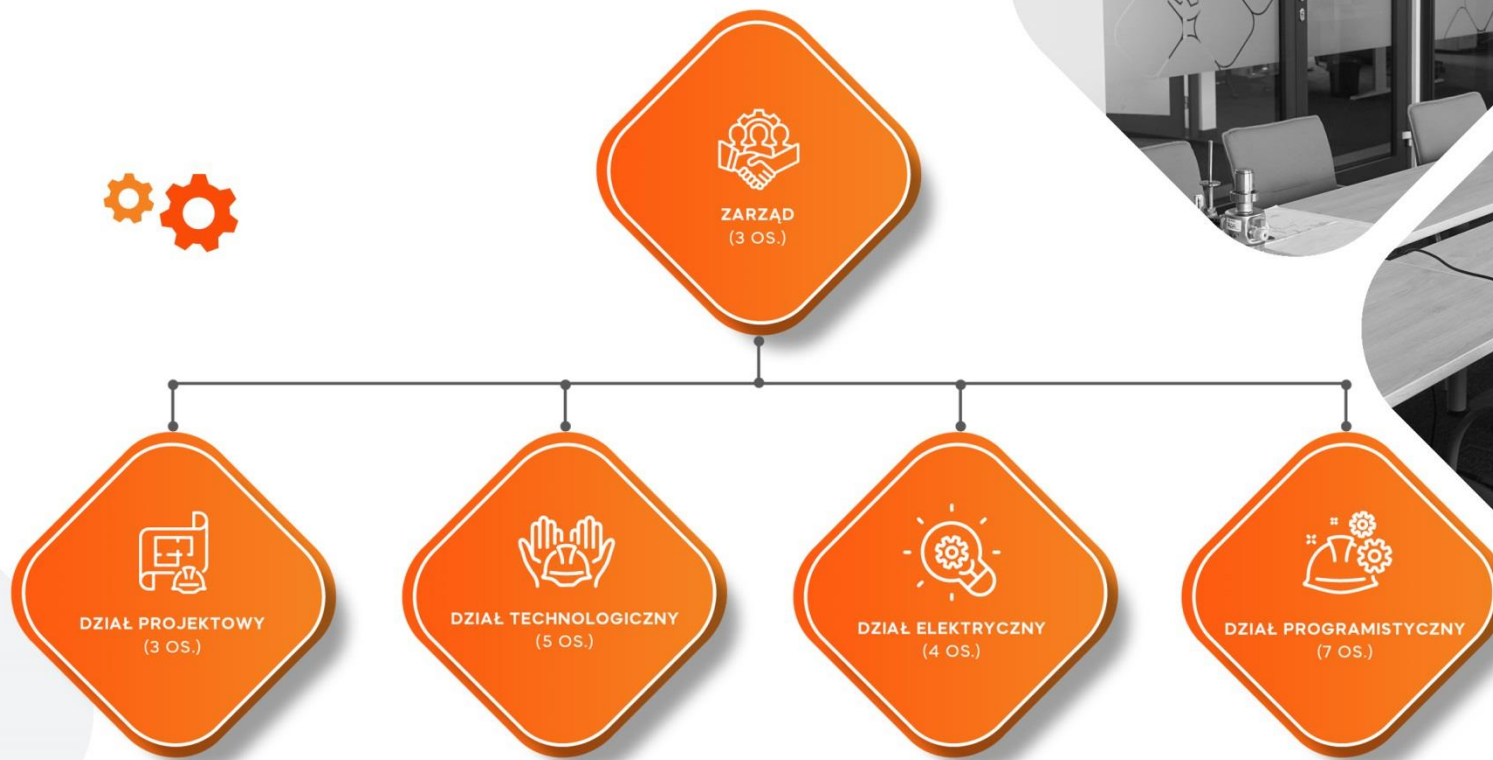 ZARZĄD
(3 OS.)
DZIAŁ PROJEKTOWY
(3 OS.)
DZIAŁ TECHNOLOGICZNY
(5 OS.)
DZIAŁ ELEKTRYCZNY
(4 OS.)
DZIAŁ PROGRAMISTYCZNY
(7 OS.)